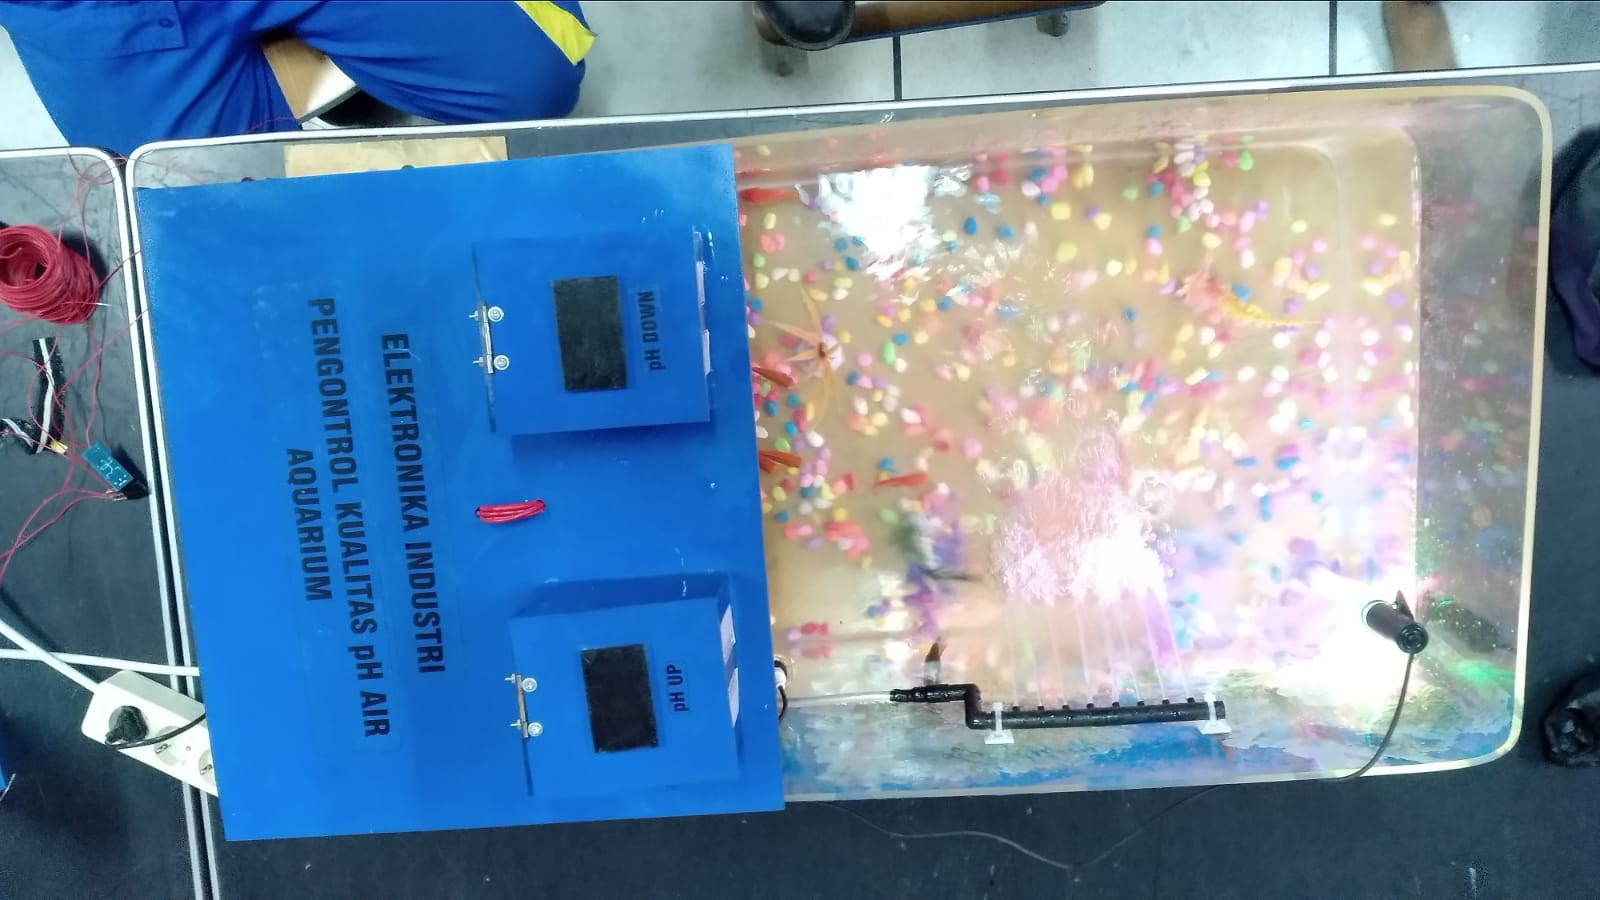 ELEKTRONIKA INDUSTRI
PENGONTROL KUALITAS pH AIR
AQUARIUM
pH DOWN
pH UP